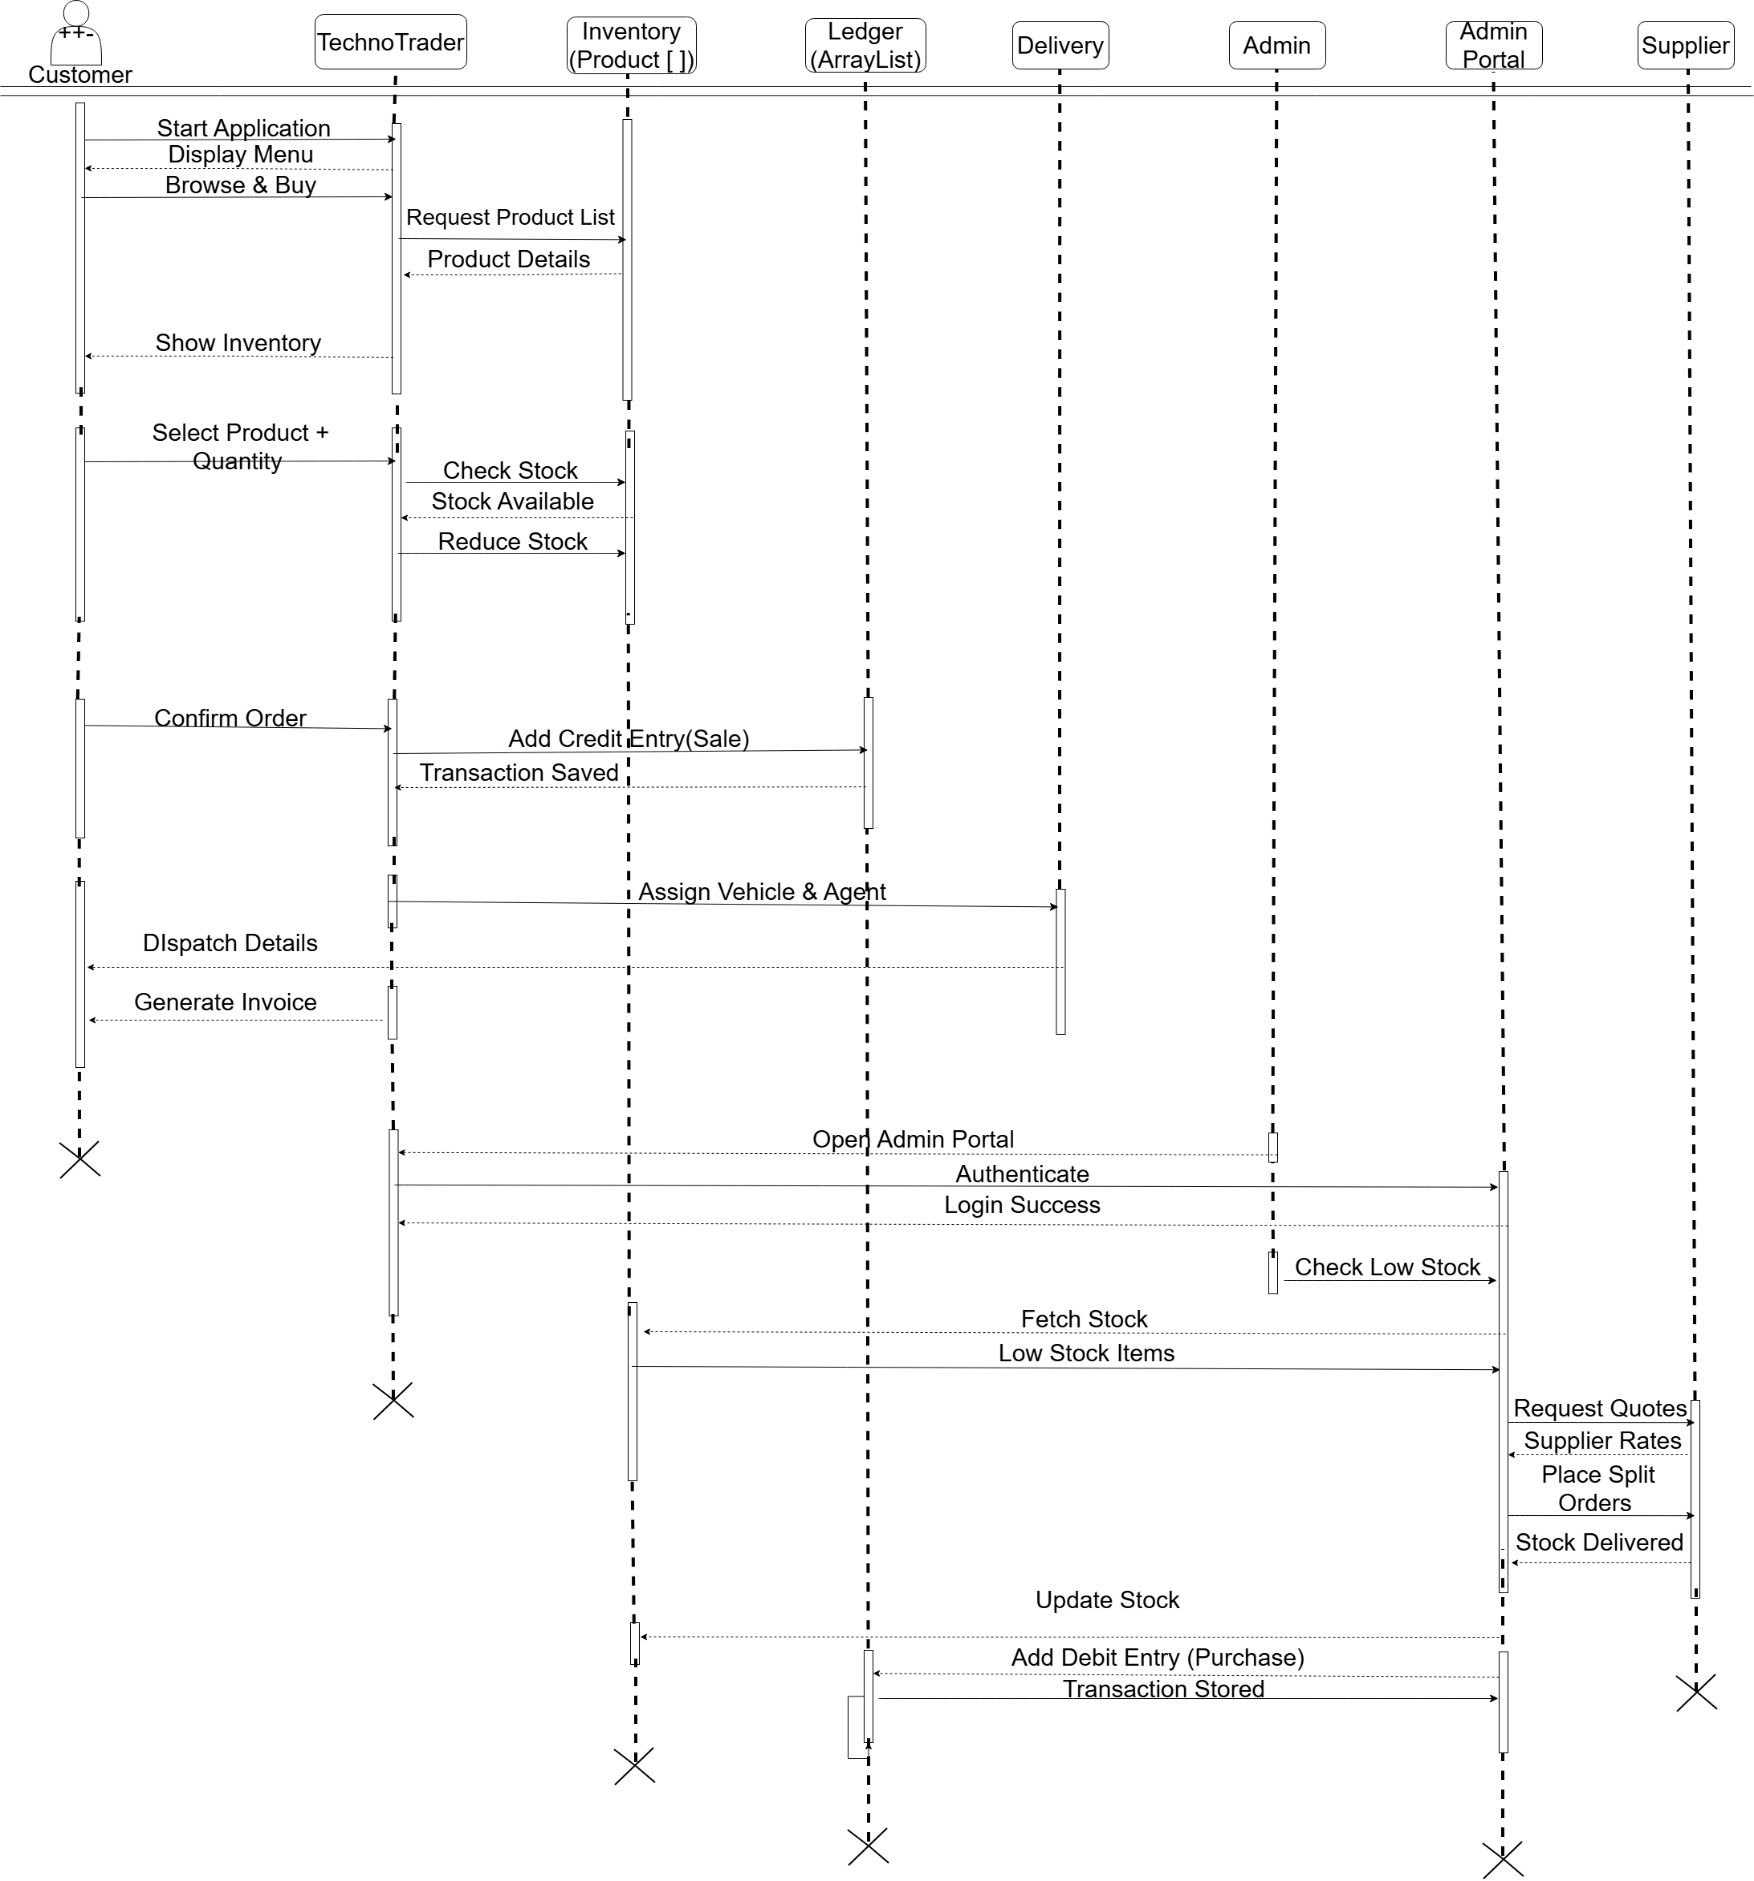 ++-
Customer
TechnoTrader
Inventory
(Product [ ])
Ledger
(ArrayList)
Delivery
Admin
Admin
Portal
Supplier
Start Application
Display Menu
Browse & Buy
Request Product List
Product Details
Show Inventory
Select Product +
Quantity
Check Stock
Stock Available
Reduce Stock
Confirm Order
Add Credit Entry(Sale)
Transaction Saved
Assign Vehicle & Agent
DIspatch Details
Generate Invoice
Open Admin Portal
Authenticate
Login Success
Check Low Stock
Fetch Stock
Low Stock Items
Request Quotes
Supplier Rates
Place Split
Orders
Stock Delivered
Update Stock
Add Debit Entry (Purchase)
Transaction Stored